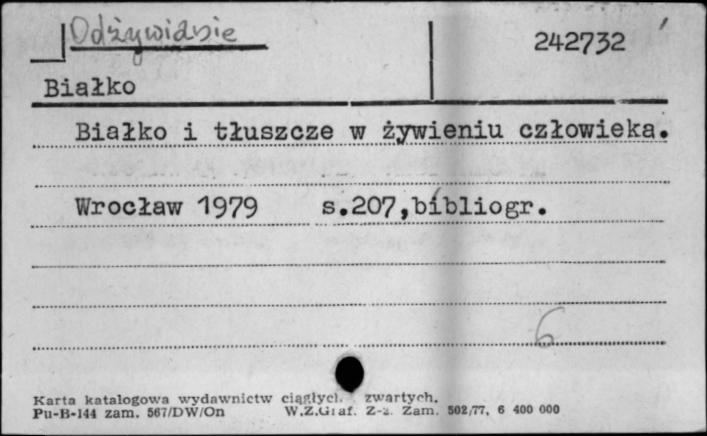 Odżywianie
242732
Białko
Białko i tłuszcze w żywieniu człowieka.
Wrocław 1979 s.207,bibliogr.
6
Karta katalogowa wydawnictw ciągłych zwartych.
Pu-B-144 zam. 567/DW/On W.Z.Graf. Z-a. Zam. 502/77, 6 400 000